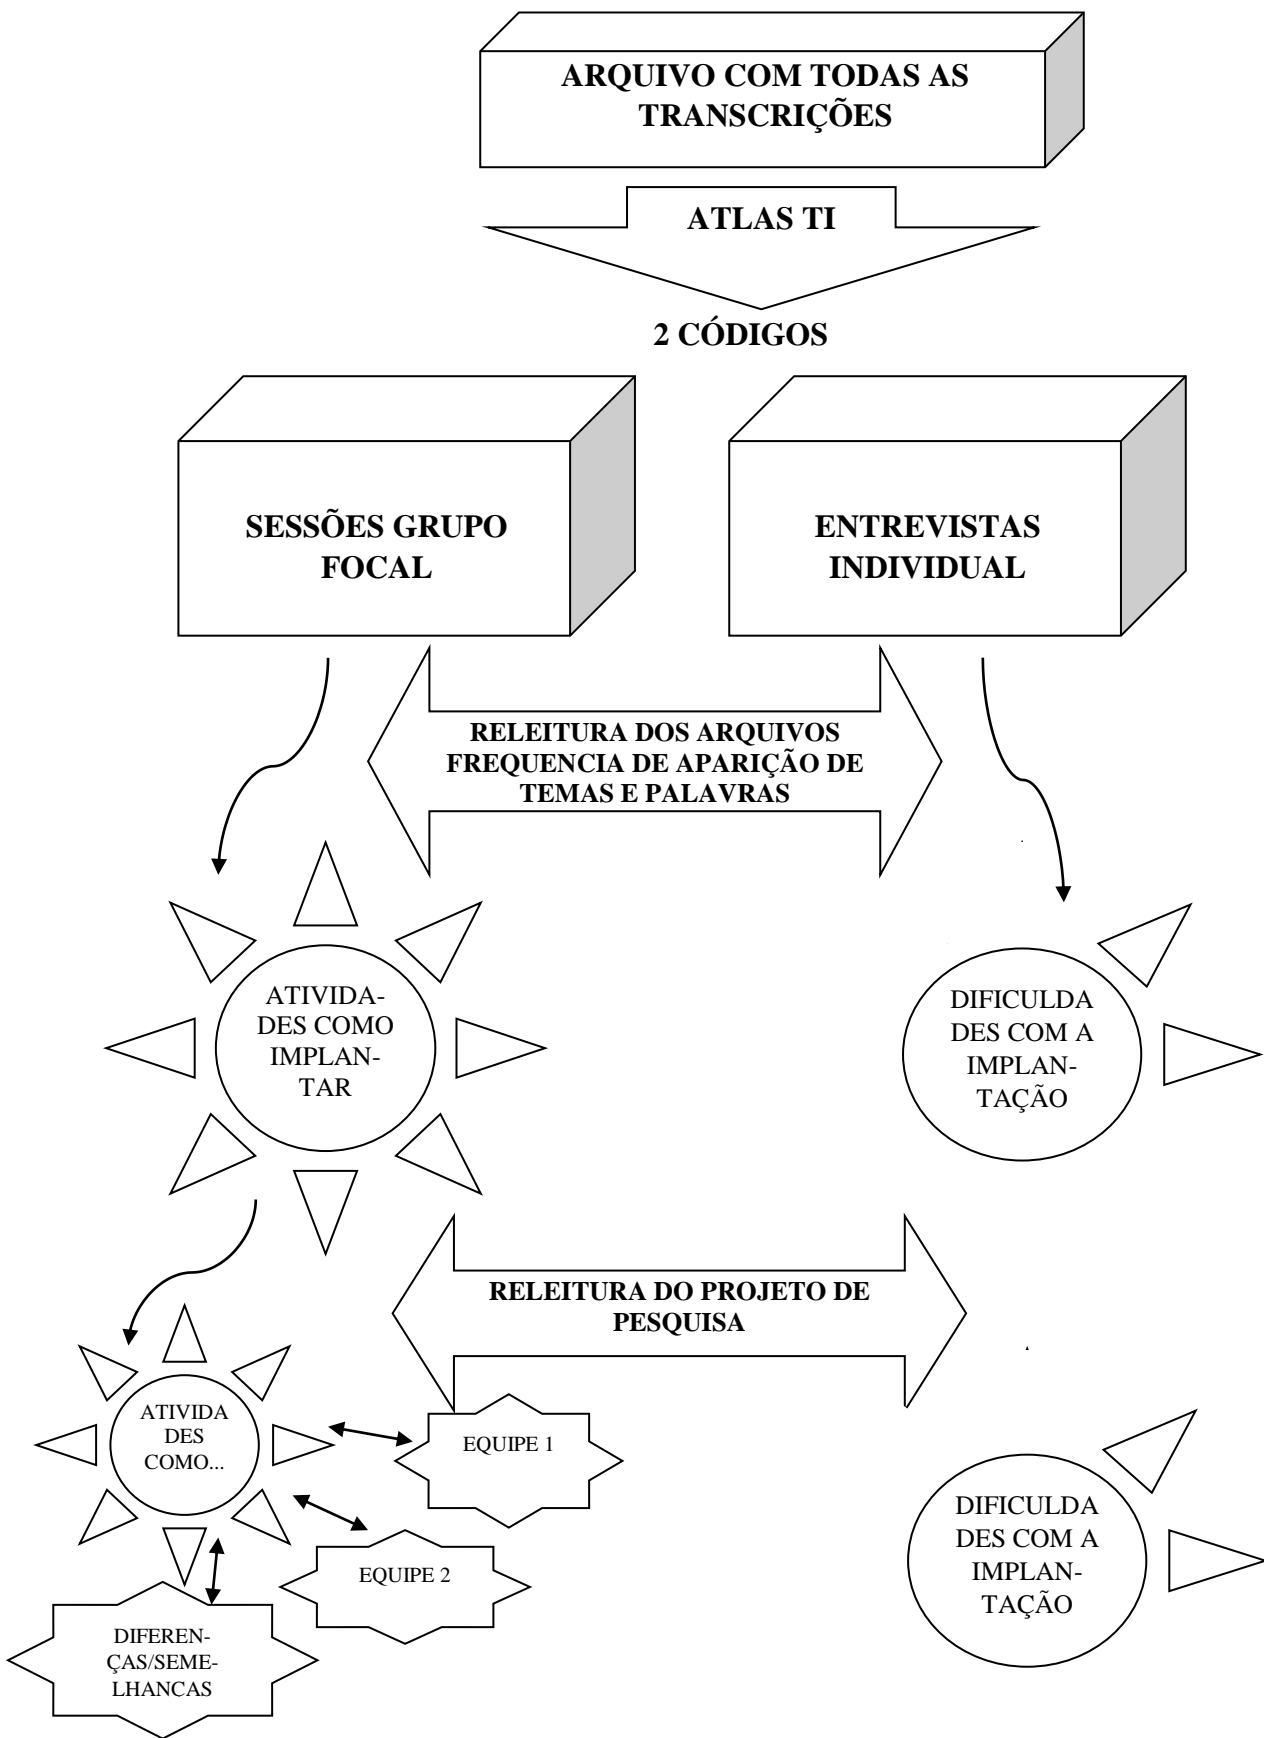 ARQUIVO COM TODAS AS
TRANSCRIÇÕES
ATLAS TI
2 CÓDIGOS
SESSÕES GRUPO
FOCAL
ENTREVISTAS
INDIVIDUAL
RELEITURA DOS ARQUIVOS
FREQUENCIA DE APARIÇÃO DE
TEMAS E PALAVRAS
ATIVIDA-
DES COMO
IMPLAN-
TAR
DIFICULDA
DES COM A
IMPLAN-
TAÇÃO
RELEITURA DO PROJETO DE
PESQUISA
ATIVIDA
DES
COMO...
EQUIPE 1
EQUIPE 2
DIFEREN-
ÇAS/SEME-
LHANCAS
DIFICULDA
DES COM A
IMPLAN-
TAÇÃO